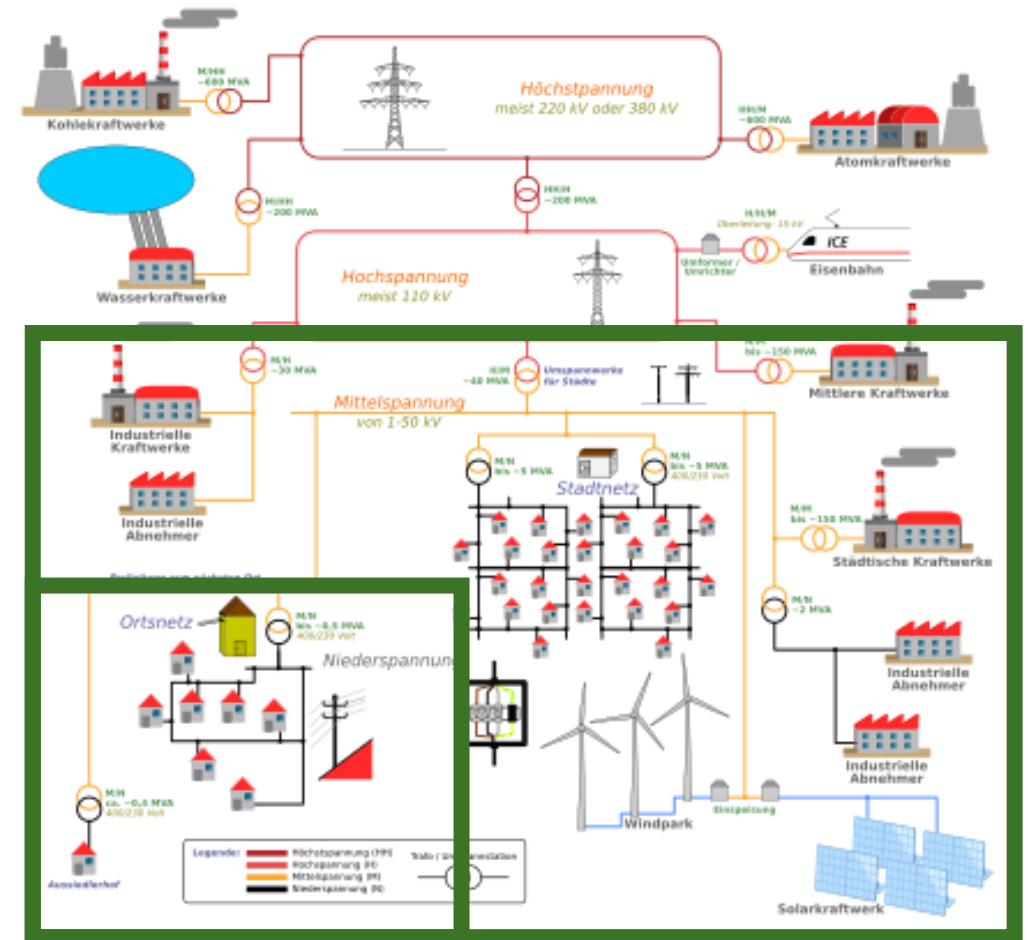 M/HH
~600 MVA
Kohlekraftwerke
Höchstpannung
meist 220 kV oder 380 kV
HH/M
~600 MVA
Atomkraftwerke
M/HH
~200 MVA
HH/H
~200 MVA
Wasserkraftwerke
H/H/M
Oberleitung- 15 kV
Umformer /
Umrichter
ICE
Eisenbahn
Hochspannung
meist 110 kV
M/H
~30 MVA
H/M
~40 MVA
Umspannwerke
für Städte
bis ~150 MVA
Mittlere Kraftwerke
Industrielle
Kraftwerke
Mittelspannung
von 1-50 kV
M/N
bis ~5 MVA
M/N
bis ~5 MVA
400/230 Volt
Stadtnetz
Industrielle
Abnehmer
M/M
bis ~150 MVA
Städtische Kraftwerke
M/N
~2 MVA
Ortsnetz
M/N
bis ~0,5 MVA
400/230 Volt
Niederspannung
Industrielle
Abnehmer
Industrielle
Abnehmer
M/N
ca. ~0,4 MVA
400/230 Volt
Aussiedlerhof
Einspeisung
Windpark
Solarkraftwerk
Legende:
Höchstspannung (HH)
Hochspannung (H)
Mittelspannung (M)
Niederspannung (N)
Trafo /